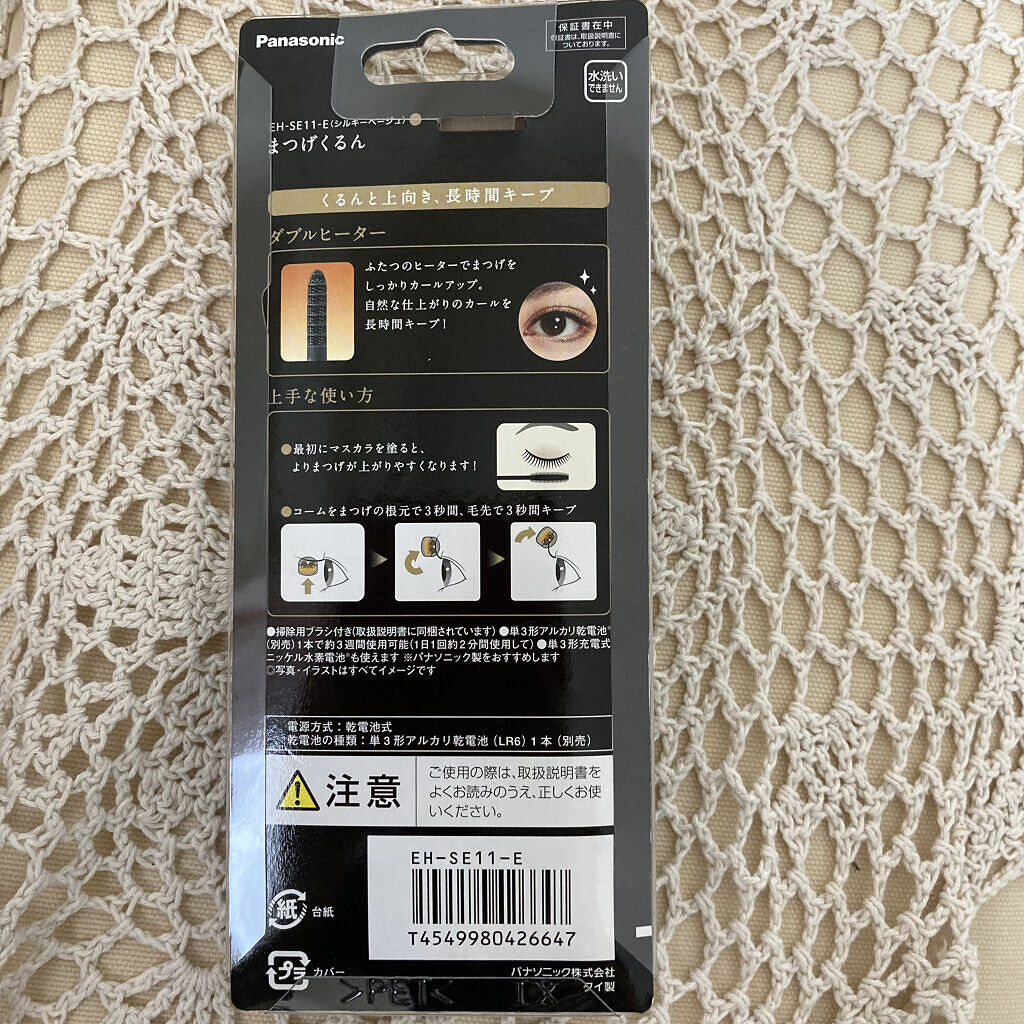 Panasonic
保証書在中
保証書は、取扱説明書に
ついております。
水洗い
できません
EH-SE11-E(シルキーベージュ)
まつげくるん
くるんと上向き、長時間キープ
ダブルヒーター
ふたつのヒーターでまつげを
しっかりカールアップ。
自然な仕上がりのカールを
長時間キープ!
上手な使い方
●最初にマスカラを塗ると、
よりまつげが上がりやすくなります!
●コームをまつげの根元で3秒間、毛先で3秒間キープ
●掃除用ブラシ付き(取扱説明書に同梱されています) ●単3形アルカリ乾電池※
(別売)1本で約3週間使用可能(1日1回約2分間使用して) ●単3形充電式
ニッケル水素電池※も使えます ※パナソニック製をおすすめします
◎写真・イラストはすべてイメージです
電源方式:乾電池式
乾電池の種類:単3形アルカリ乾電池(LR6)1本(別売)
注意
ご使用の際は、取扱説明書を
よくお読みのうえ、正しくお使
いください。
EH-SE11-E
T4549980426647
紙 台紙
プラ カバー
パナソニック株式会社
タイ製
>PET<